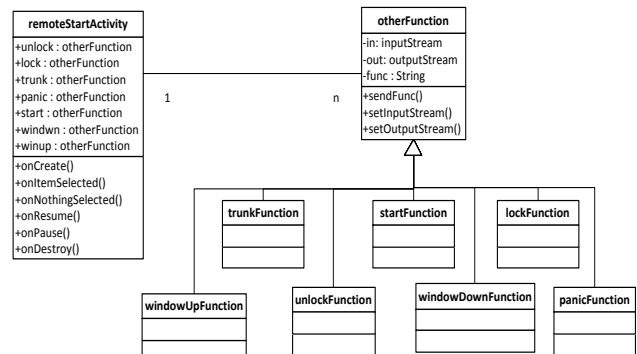 remoteStartActivity
+unlock : otherFunction
+lock : otherFunction
+trunk : otherFunction
+panic : otherFunction
+start : otherFunction
+windwn : otherFunction
+winup : otherFunction
+onCreate()
+onItemSelected()
+onNothingSelected()
+onResume()
+onPause()
+onDestroy()
1
n
otherFunction
-in: inputStream
-out: outputStream
-func : String
+sendFunc()
+setInputStream()
+setOutputStream()
trunkFunction
startFunction
lockFunction
windowUpFunction
unlockFunction
windowDownFunction
panicFunction